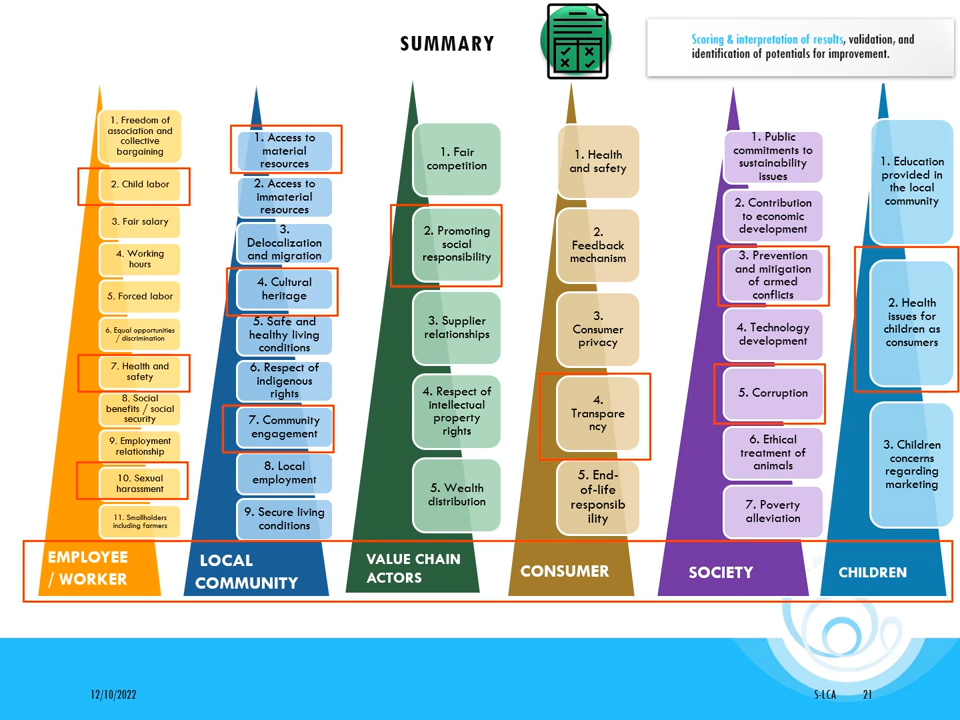 SUMMARY
Scoring & interpretation of results, validation, and
identification of potentials for improvement.
1. Freedom of
association and
collective
bargaining
2. Child labor
3. Fair salary
4. Working
hours
5. Forced labor
6. Equal opportunities
/ discrimination
7. Health and
safety
8. Social
benefits / social
security
9. Employment
relationship
10. Sexual
harassment
11. Smallholders
including farmers
EMPLOYEE
/ WORKER
1. Access to
material
resources
2. Access to
immaterial
resources
3.
Delocalization
and migration
4. Cultural
heritage
5. Safe and
healthy living
conditions
6. Respect of
indigenous
rights
7. Community
engagement
8. Local
employment
9. Secure living
conditions
LOCAL
COMMUNITY
1. Fair
competition
2. Promoting
social
responsibility
3. Supplier
relationships
4. Respect of
intellectual
property
rights
5. Wealth
distribution
VALUE CHAIN
ACTORS
1. Health
and safety
2.
Feedback
mechanism
3.
Consumer
privacy
4.
Transpare
ncy
5. End-
of-life
responsib
ility
CONSUMER
1. Public
commitments to
sustainability
issues
2. Contribution
to economic
development
3. Prevention
and mitigation
of armed
conflicts
4. Technology
development
5. Corruption
6. Ethical
treatment of
animals
7. Poverty
alleviation
SOCIETY
1. Education
provided in
the local
community
2. Health
issues for
children as
consumers
3. Children
concerns
regarding
marketing
CHILDREN
12/10/2022
S-LCA
21